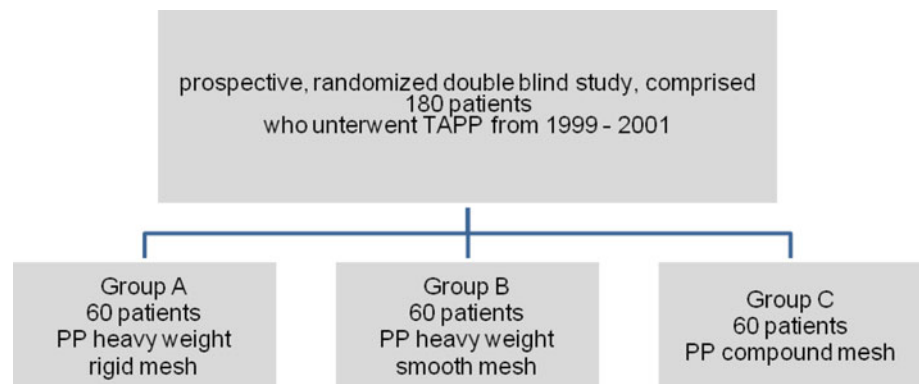 prospective, randomized double blind study, comprised
180 patients
who unterwent TAPP from 1999 - 2001
Group A
60 patients
PP heavy weight
rigid mesh
Group B
60 patients
PP heavy weight
smooth mesh
Group C
60 patients
PP compound mesh